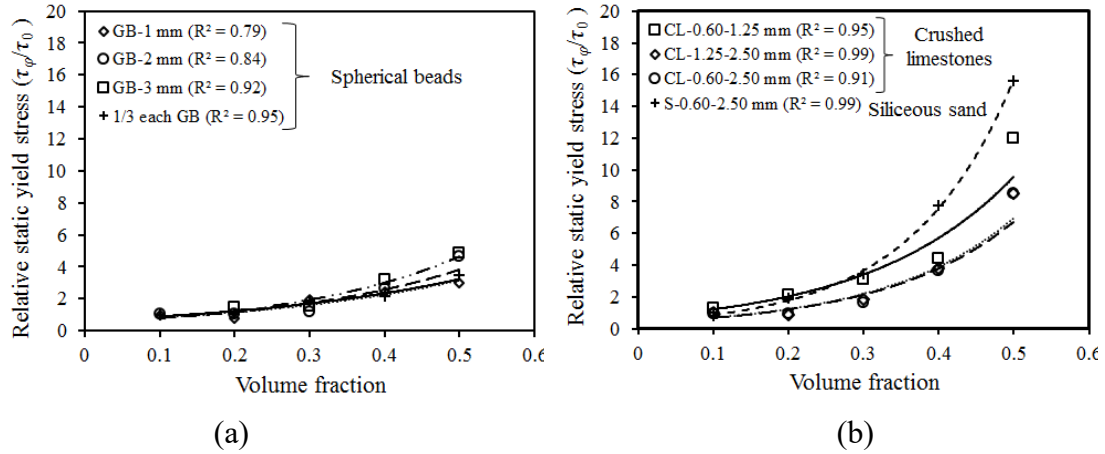 Relative static yield stress (τφ/τ0)
20
18
16
14
12
10
8
6
4
2
0
GB-1 mm (R² = 0.79)
GB-2 mm (R² = 0.84)
GB-3 mm (R² = 0.92)
1/3 each GB (R² = 0.95)
Spherical beads
0 0.1 0.2 0.3 0.4 0.5 0.6
Volume fraction
(a)
Relative static yield stress (τφ/τ0)
20
18
16
14
12
10
8
6
4
2
0
CL-0.60-1.25 mm (R² = 0.95)
CL-1.25-2.50 mm (R² = 0.99)
CL-0.60-2.50 mm (R² = 0.91)
S-0.60-2.50 mm (R² = 0.99)
Crushed
limestones
Siliceous sand
0 0.1 0.2 0.3 0.4 0.5 0.6
Volume fraction
(b)